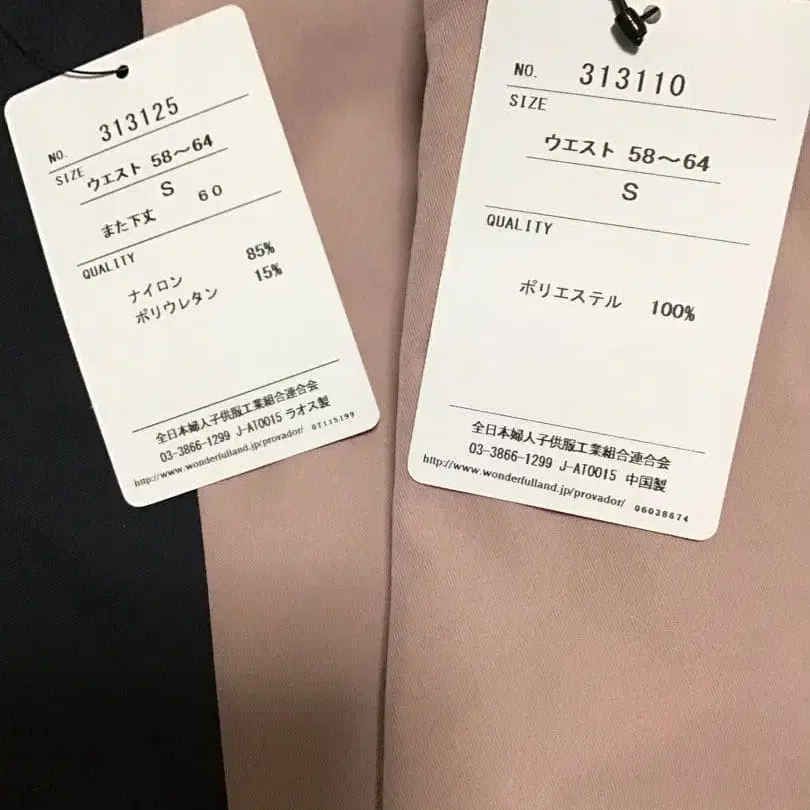 NO. 313125
SIZE ウエスト 58～64
S
また下丈 60
QUALITY
ナイロン 85%
ポリウレタン 15%
全日本婦人子供服工業組合連合会
03-3866-1299 J-AT0015 ラオス製
http://www.wonderfulland.jp/provador/ 07115199
NO. 313110
SIZE
ウエスト 58～64
S
QUALITY
ポリエステル 100%
全日本婦人子供服工業組合連合会
03-3866-1299 J-AT0015 中国製
http://www.wonderfulland.jp/provador/ 06038674